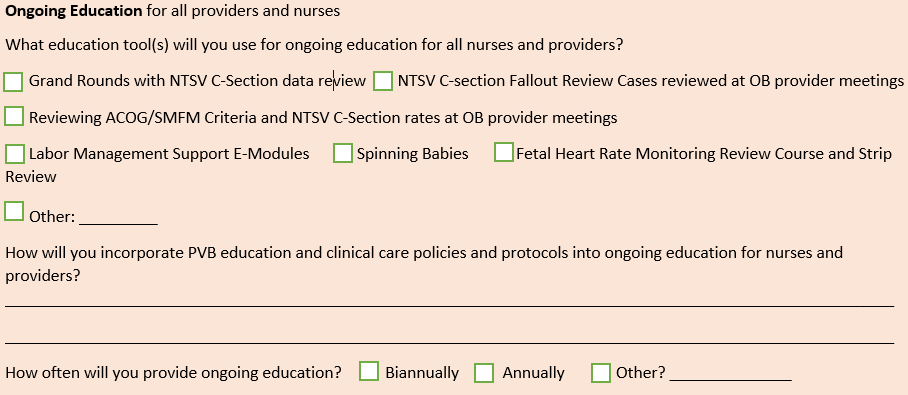 Ongoing Education for all providers and nurses
What education tool(s) will you use for ongoing education for all nurses and providers?
Grand Rounds with NTSV C-Section data review NTSV C-section Fallout Review Cases reviewed at OB provider meetings
Reviewing ACOG/SMFM Criteria and NTSV C-Section rates at OB provider meetings
Labor Management Support E-Modules Spinning Babies Fetal Heart Rate Monitoring Review Course and Strip
Review
Other: _________
How will you incorporate PVB education and clinical care policies and protocols into ongoing education for nurses and
providers?
How often will you provide ongoing education? Biannually Annually Other? ______________